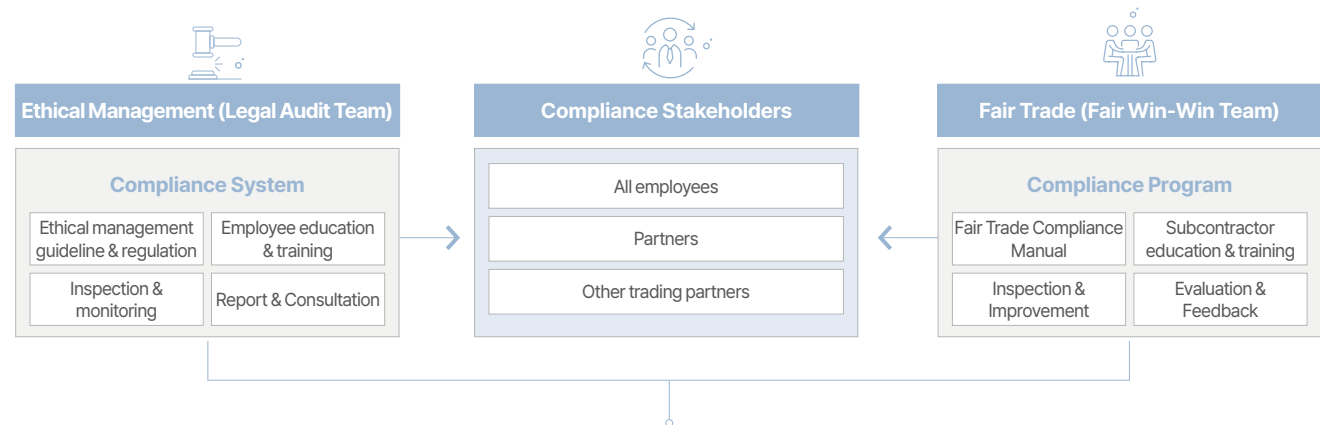 Ethical Management (Legal Audit Team)
Compliance Stakeholders
Fair Trade (Fair Win-Win Team)
Compliance System
Ethical management
guideline & regulation
Employee education
& training
Inspection &
monitoring
Report & Consultation
All employees
Partners
Other trading partners
Compliance Program
Fair Trade Compliance
Manual
Subcontractor
education & training
Inspection &
Improvement
Evaluation &
Feedback